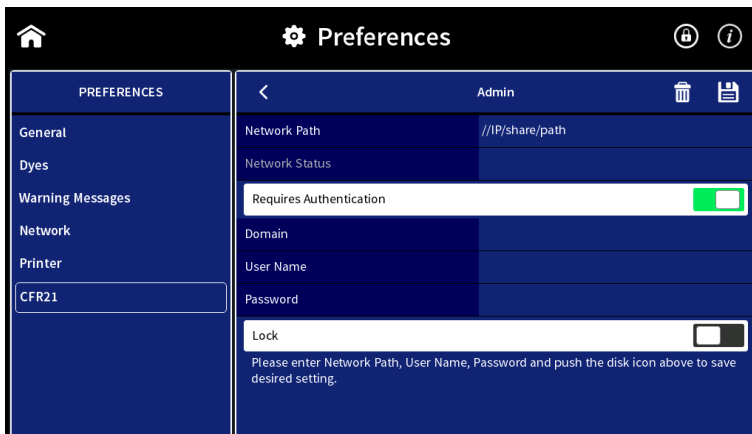 Preferences
PREFERENCES
Admin
General
Dyes
Warning Messages
Network
Printer
CFR21
Network Path
//IP/share/path
Network Status
Requires Authentication
Domain
User Name
Password
Lock
Please enter Network Path, User Name, Password and push the disk icon above to save
desired setting.